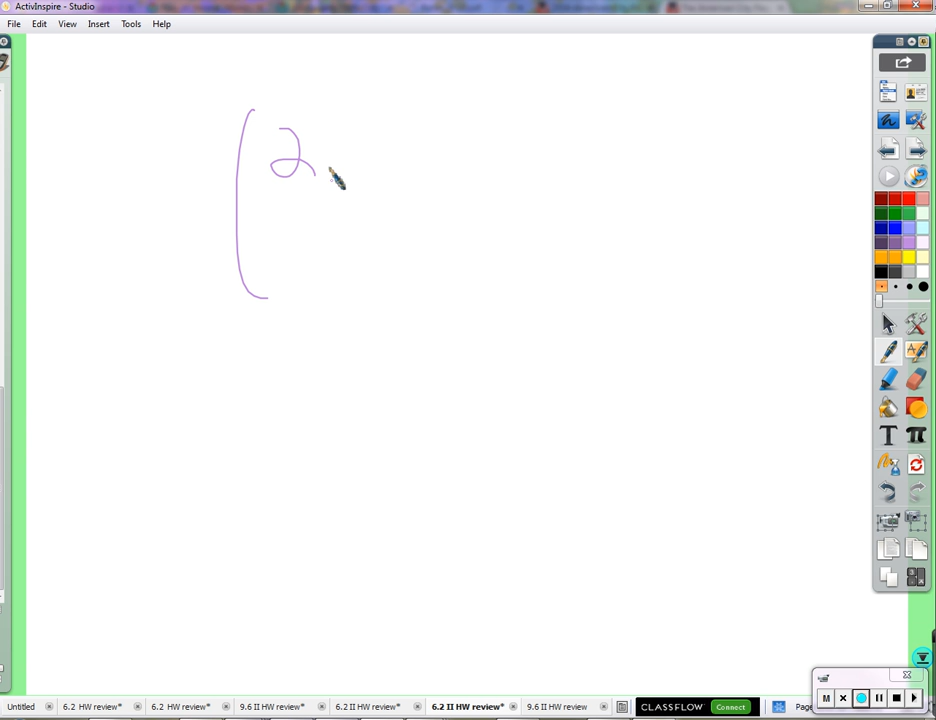 ActivInspire - Studio
File Edit View Insert Tools Help
( 2
Untitled 6.2 HW review* 6.2 HW review* 9.6 II HW review* 6.2 II HW review* 6.2 II HW review* 9.6 II HW review CLASSFLOW Connect Page
M